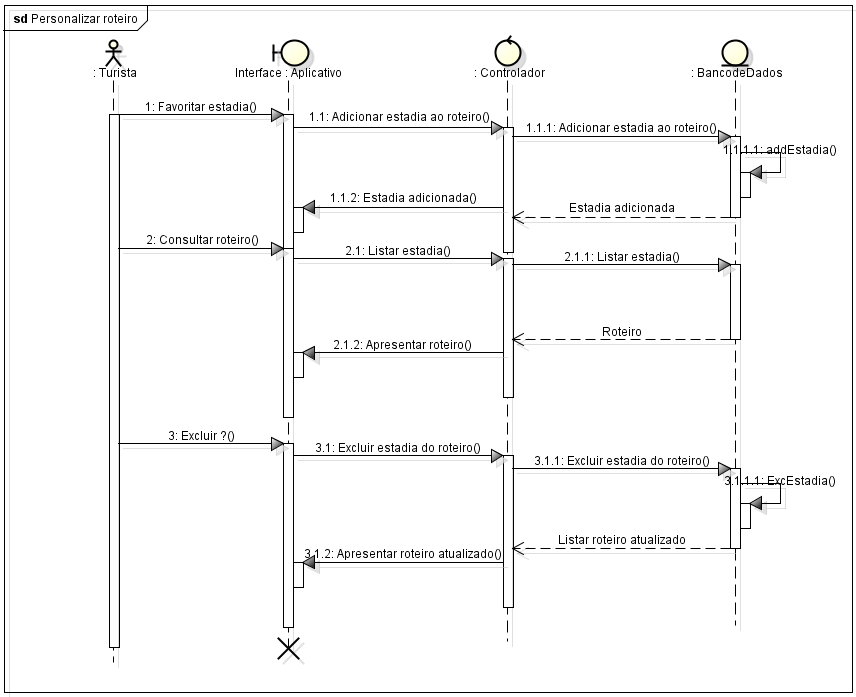 sd Personalizar roteiro
: Turista
Interface : Aplicativo
: Controlador
: BancodeDados
1: Favoritar estadia()
1.1: Adicionar estadia ao roteiro()
1.1.1: Adicionar estadia ao roteiro()
1.1.1.1: addEstadia()
1.1.2: Estadia adicionada()
Estadia adicionada
2: Consultar roteiro()
2.1: Listar estadia()
2.1.1: Listar estadia()
Roteiro
2.1.2: Apresentar roteiro()
3: Excluir ?()
3.1: Excluir estadia do roteiro()
3.1.1: Excluir estadia do roteiro()
3.1.1.1: ExcEstadia()
Listar roteiro atualizado
3.1.2: Apresentar roteiro atualizado()